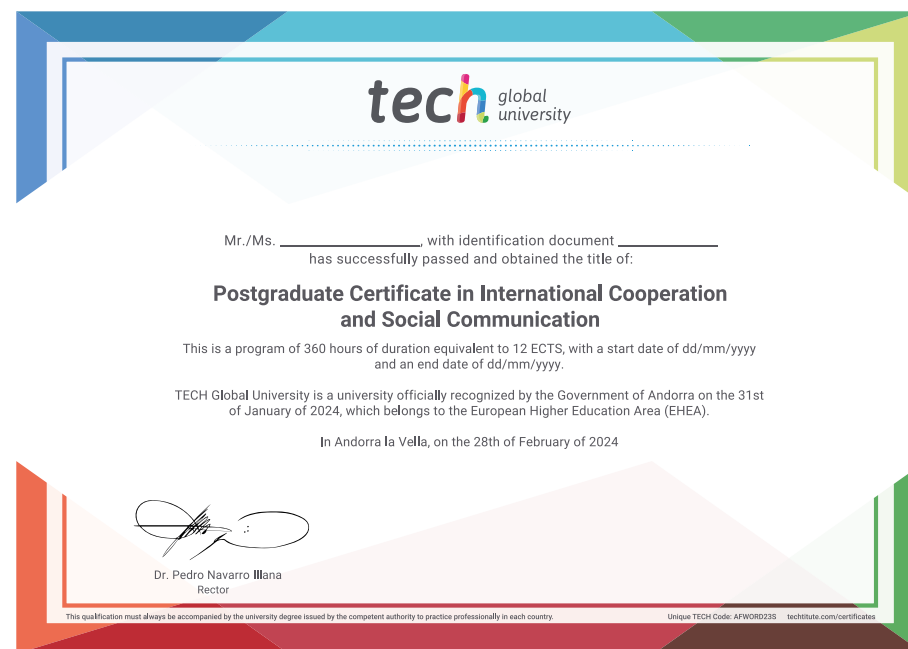 tech global
university
Mr./Ms. ____________, with identification document ____________
has successfully passed and obtained the title of:
Postgraduate Certificate in International Cooperation
and Social Communication
This is a program of 360 hours of duration equivalent to 12 ECTS, with a start date of dd/mm/yyyy
and an end date of dd/mm/yyyy.
TECH Global University is a university officially recognized by the Government of Andorra on the 31st
of January of 2024, which belongs to the European Higher Education Area (EHEA).
In Andorra la Vella, on the 28th of February of 2024
Dr. Pedro Navarro Illana
Rector
This qualification must always be accompanied by the university degree issued by the competent authority to practice professionally in each country. Unique TECH Code: AFWORD23S techtitute.com/certificates